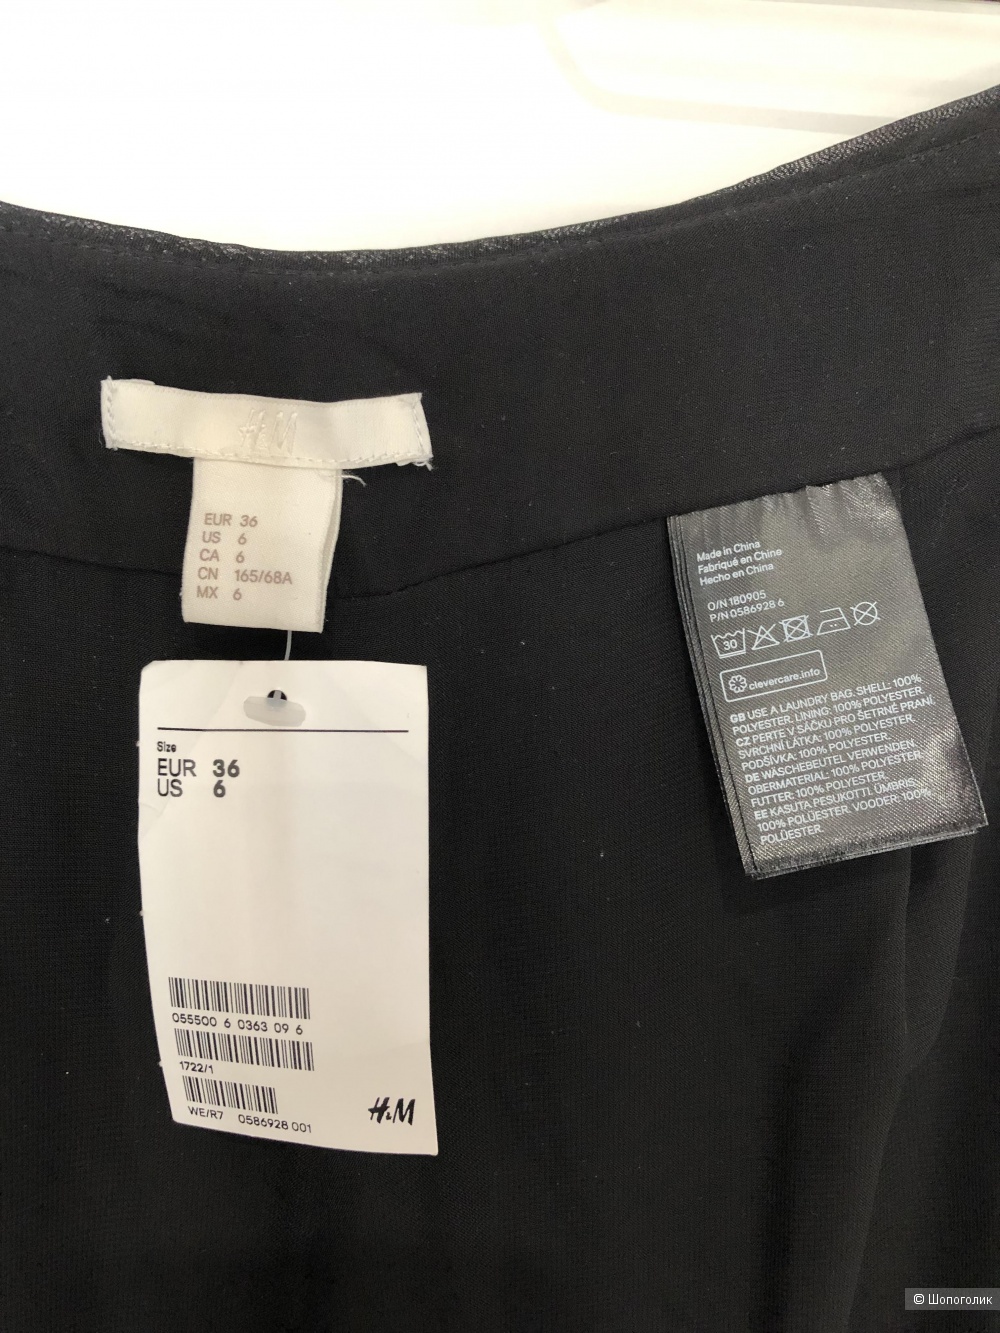 H&M
EUR 36
US 6
CA 6
CN 165/68A
MX 6
Size
EUR 36
US 6
055500 6 0363 09 6
1722/1
WE/R7 0586928 001
H&M
Made in China
Fabriqué en Chine
Hecho en China
O/N 180905
P/N 0586928 6
30
clevercare.info
GB USE A LAUNDRY BAG. SHELL: 100%
POLYESTER. LINING: 100% POLYESTER.
CZ PERTE V SÁČKU PRO ŠETRNÉ PRANÍ.
SVRCHNÍ LÁTKA: 100% POLYESTER.
PODŠÍVKA: 100% POLYESTER.
DE WÄSCHEBEUTEL VERWENDEN.
OBERMATERIAL: 100% POLYESTER.
FUTTER: 100% POLYESTER.
EE KASUTA PESUKOTTI. ÜMBRIS:
100% POLÜESTER. VOODER: 100%
POLÜESTER.
© Шопоголик